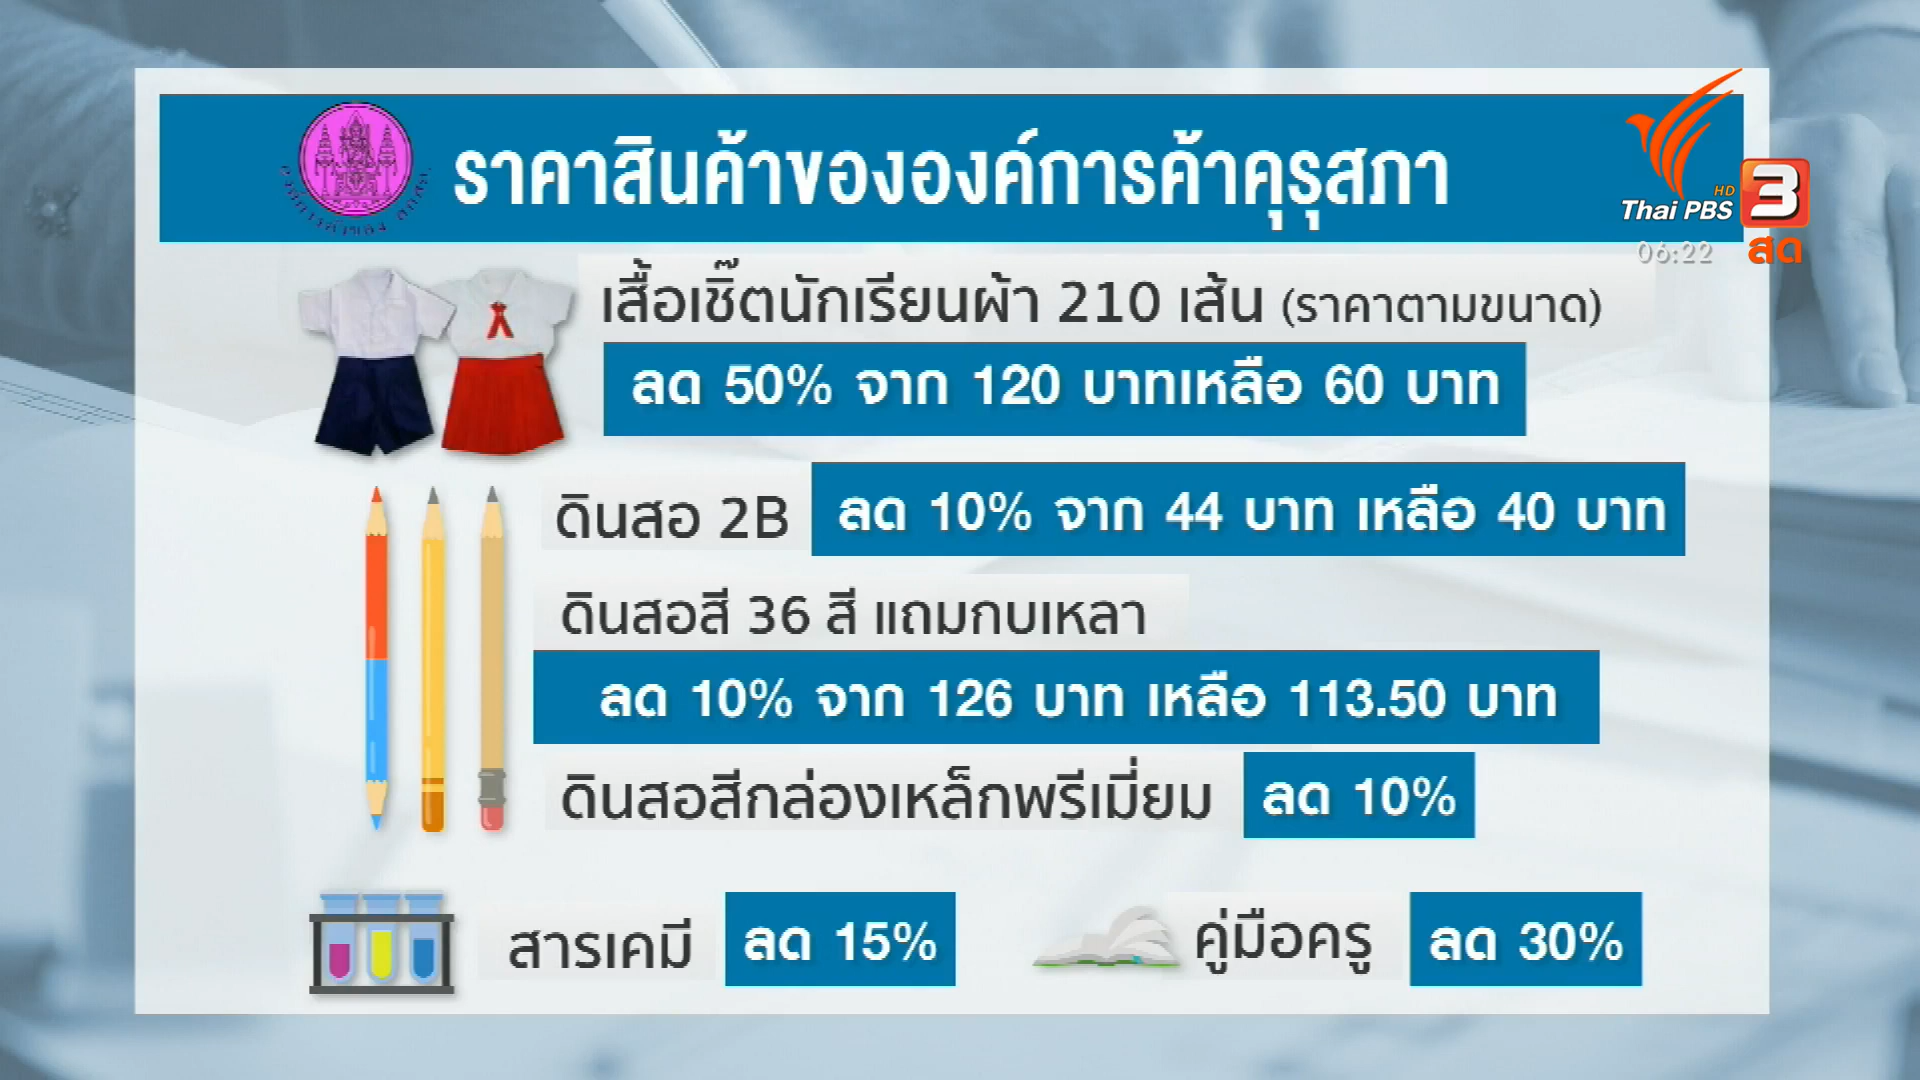 ราคาสินค้าขององค์การค้าคุรุสภา
Thai PBS HD 3
06:22 สด
เสื้อเชิ๊ตนักเรียนผ้า 210 เส้น (ราคาตามขนาด)
ลด 50% จาก 120 บาทเหลือ 60 บาท
ดินสอ 2B ลด 10% จาก 44 บาท เหลือ 40 บาท
ดินสอสี 36 สี แถมกบเหลา
ลด 10% จาก 126 บาท เหลือ 113.50 บาท
ดินสอสีกล่องเหล็กพรีเมี่ยม ลด 10%
สารเคมี ลด 15% คู่มือครู ลด 30%